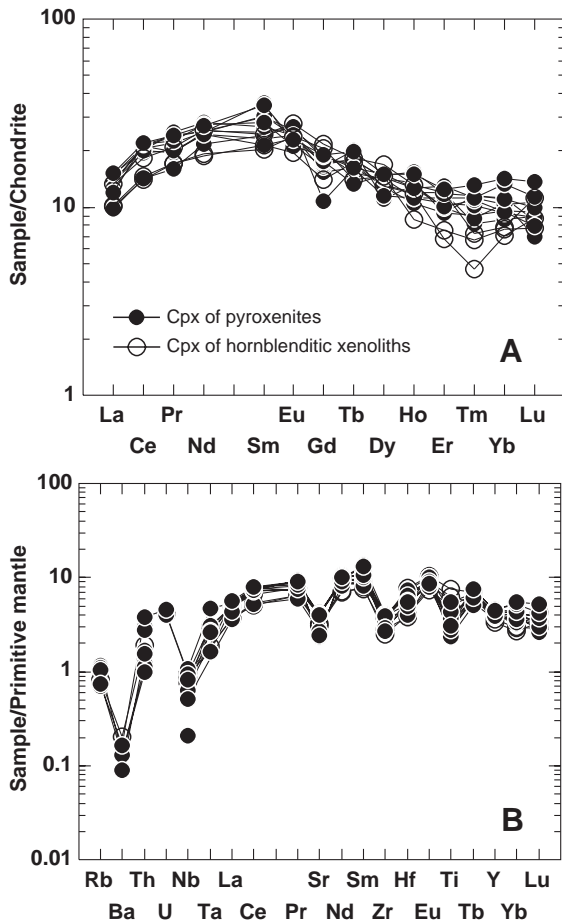 100
10
1
Sample/Chondrite
Cpx of pyroxenites
Cpx of hornblenditic xenoliths
A
La Pr Eu Tb Ho Tm Lu
Ce Nd Sm Gd Dy Er Yb
100
10
1
0.1
0.01
Sample/Primitive mantle
B
Rb Th Nb La Sr Sm Hf Ti Y Lu
Ba U Ta Ce Pr Nd Zr Eu Tb Yb